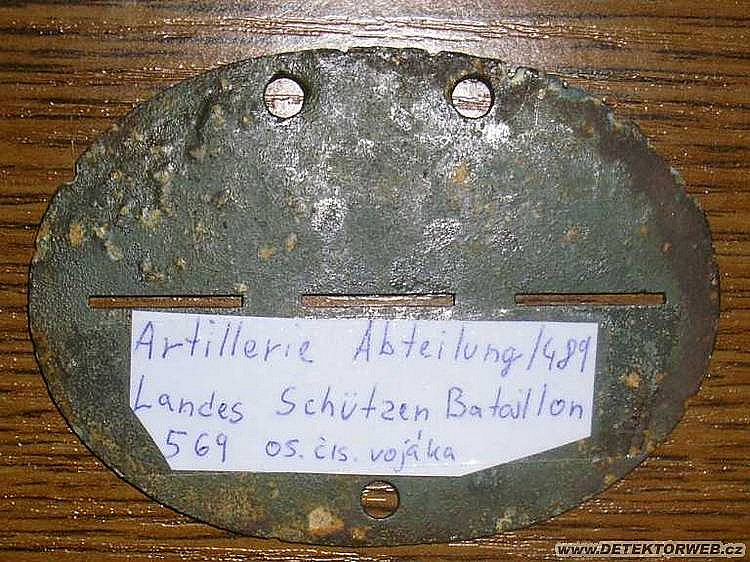 Artillerie Abteilung/489
Landes Schützen Bataillon
569 os. čís. vojáka
www.DETEKTORWEB.cz